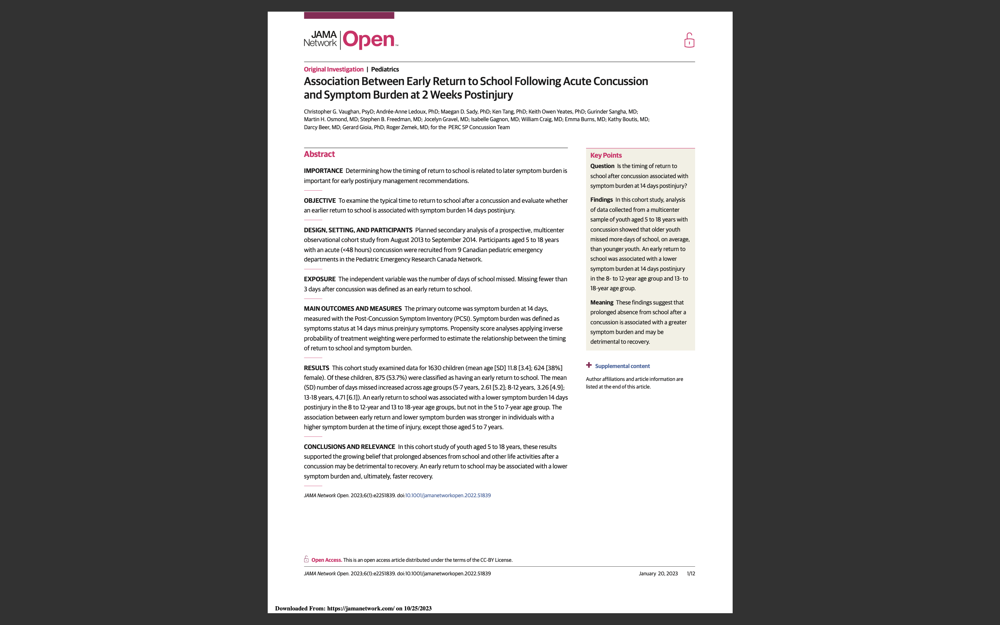 JAMA
Network
Open™
Original Investigation | Pediatrics
Association Between Early Return to School Following Acute Concussion
and Symptom Burden at 2 Weeks Postinjury
Christopher G. Vaughan, PsyD; Andrée-Anne Ledoux, PhD; Maegan D. Sady, PhD; Ken Tang, PhD; Keith Owen Yeates, PhD; Gurinder Sangha, MD;
Martin H. Osmond, MD; Stephen B. Freedman, MD; Jocelyn Gravel, MD; Isabelle Gagnon, MD; William Craig, MD; Emma Burns, MD; Kathy Boutis, MD;
Darcy Beer, MD; Gerard Gioia, PhD; Roger Zemek, MD; for the PERC 5P Concussion Team
Abstract
IMPORTANCE Determining how the timing of return to school is related to later symptom burden is
important for early postinjury management recommendations.
OBJECTIVE To examine the typical time to return to school after a concussion and evaluate whether
an earlier return to school is associated with symptom burden 14 days postinjury.
DESIGN, SETTING, AND PARTICIPANTS Planned secondary analysis of a prospective, multicenter
observational cohort study from August 2013 to September 2014. Participants aged 5 to 18 years
with an acute (<48 hours) concussion were recruited from 9 Canadian pediatric emergency
departments in the Pediatric Emergency Research Canada Network.
EXPOSURE The independent variable was the number of days of school missed. Missing fewer than
3 days after concussion was defined as an early return to school.
MAIN OUTCOMES AND MEASURES The primary outcome was symptom burden at 14 days,
measured with the Post-Concussion Symptom Inventory (PCSI). Symptom burden was defined as
symptoms status at 14 days minus preinjury symptoms. Propensity score analyses applying inverse
probability of treatment weighting were performed to estimate the relationship between the timing
of return to school and symptom burden.
RESULTS This cohort study examined data for 1630 children (mean age [SD] 11.8 [3.4]; 624 [38%]
female). Of these children, 875 (53.7%) were classified as having an early return to school. The mean
(SD) number of days missed increased across age groups (5-7 years, 2.61 [5.2]; 8-12 years, 3.26 [4.9];
13-18 years, 4.71 [6.1]). An early return to school was associated with a lower symptom burden 14 days
postinjury in the 8 to 12-year and 13 to 18-year age groups, but not in the 5 to 7-year age group. The
association between early return and lower symptom burden was stronger in individuals with a
higher symptom burden at the time of injury, except those aged 5 to 7 years.
CONCLUSIONS AND RELEVANCE In this cohort study of youth aged 5 to 18 years, these results
supported the growing belief that prolonged absences from school and other life activities after a
concussion may be detrimental to recovery. An early return to school may be associated with a lower
symptom burden and, ultimately, faster recovery.
JAMA Network Open. 2023;6(1):e2251839. doi:10.1001/jamanetworkopen.2022.51839
Key Points
Question Is the timing of return to
school after concussion associated with
symptom burden at 14 days postinjury?
Findings In this cohort study, analysis
of data collected from a multicenter
sample of youth aged 5 to 18 years with
concussion showed that older youth
missed more days of school, on average,
than younger youth. An early return to
school was associated with a lower
symptom burden at 14 days postinjury
in the 8- to 12-year age group and 13- to
18-year age group.
Meaning These findings suggest that
prolonged absence from school after a
concussion is associated with a greater
symptom burden and may be
detrimental to recovery.
Supplemental content
Author affiliations and article information are
listed at the end of this article.
Open Access. This is an open access article distributed under the terms of the CC-BY License.
JAMA Network Open. 2023;6(1):e2251839. doi:10.1001/jamanetworkopen.2022.51839
January 20, 2023 1/12
Downloaded From: https://jamanetwork.com/ on 10/25/2023